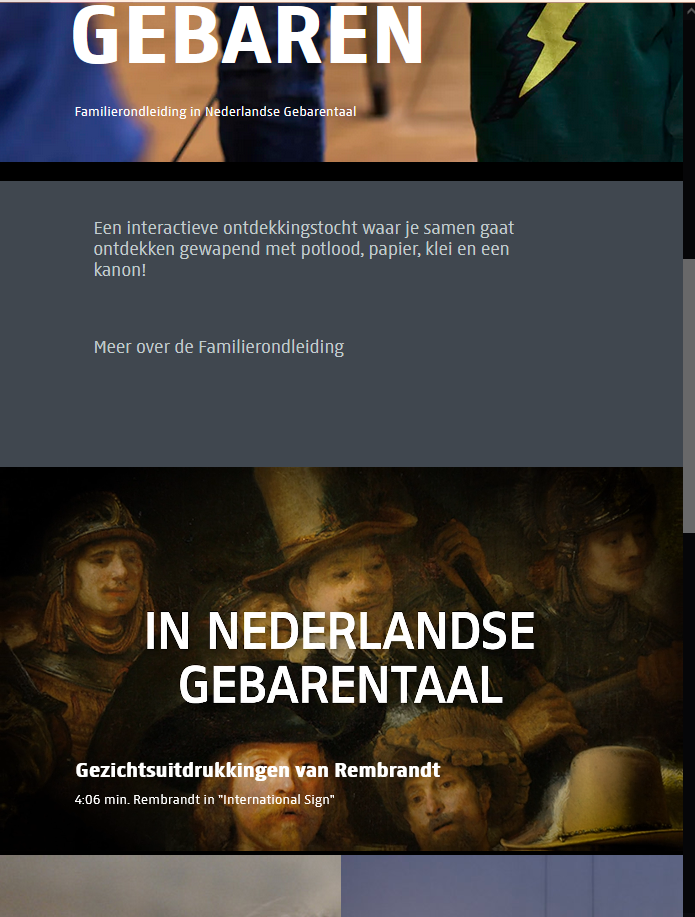 GEBAREN
Familierondleiding in Nederlandse Gebarentaal
Een interactieve ontdekkingstocht waar je samen gaat
ontdekken gewapend met potlood, papier, klei en een
kanon!
Meer over de Familierondleiding
IN NEDERLANDSE
GEBARENTAAL
Gezichtsuitdrukkingen van Rembrandt
4:06 min. Rembrandt in "International Sign"